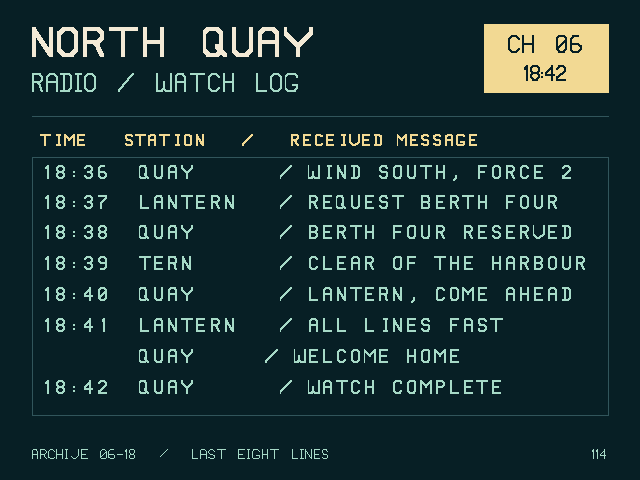 NORTH QUAY
RADIO / WATCH LOG
CH 06
18:42
TIME STATION / RECEIVED MESSAGE
18:36 QUAY / WIND SOUTH, FORCE 2
18:37 LANTERN / REQUEST BERTH FOUR
18:38 QUAY / BERTH FOUR RESERVED
18:39 TERN / CLEAR OF THE HARBOUR
18:40 QUAY / LANTERN, COME AHEAD
18:41 LANTERN / ALL LINES FAST
QUAY / WELCOME HOME
18:42 QUAY / WATCH COMPLETE
ARCHIVE 06-18 / LAST EIGHT LINES
114